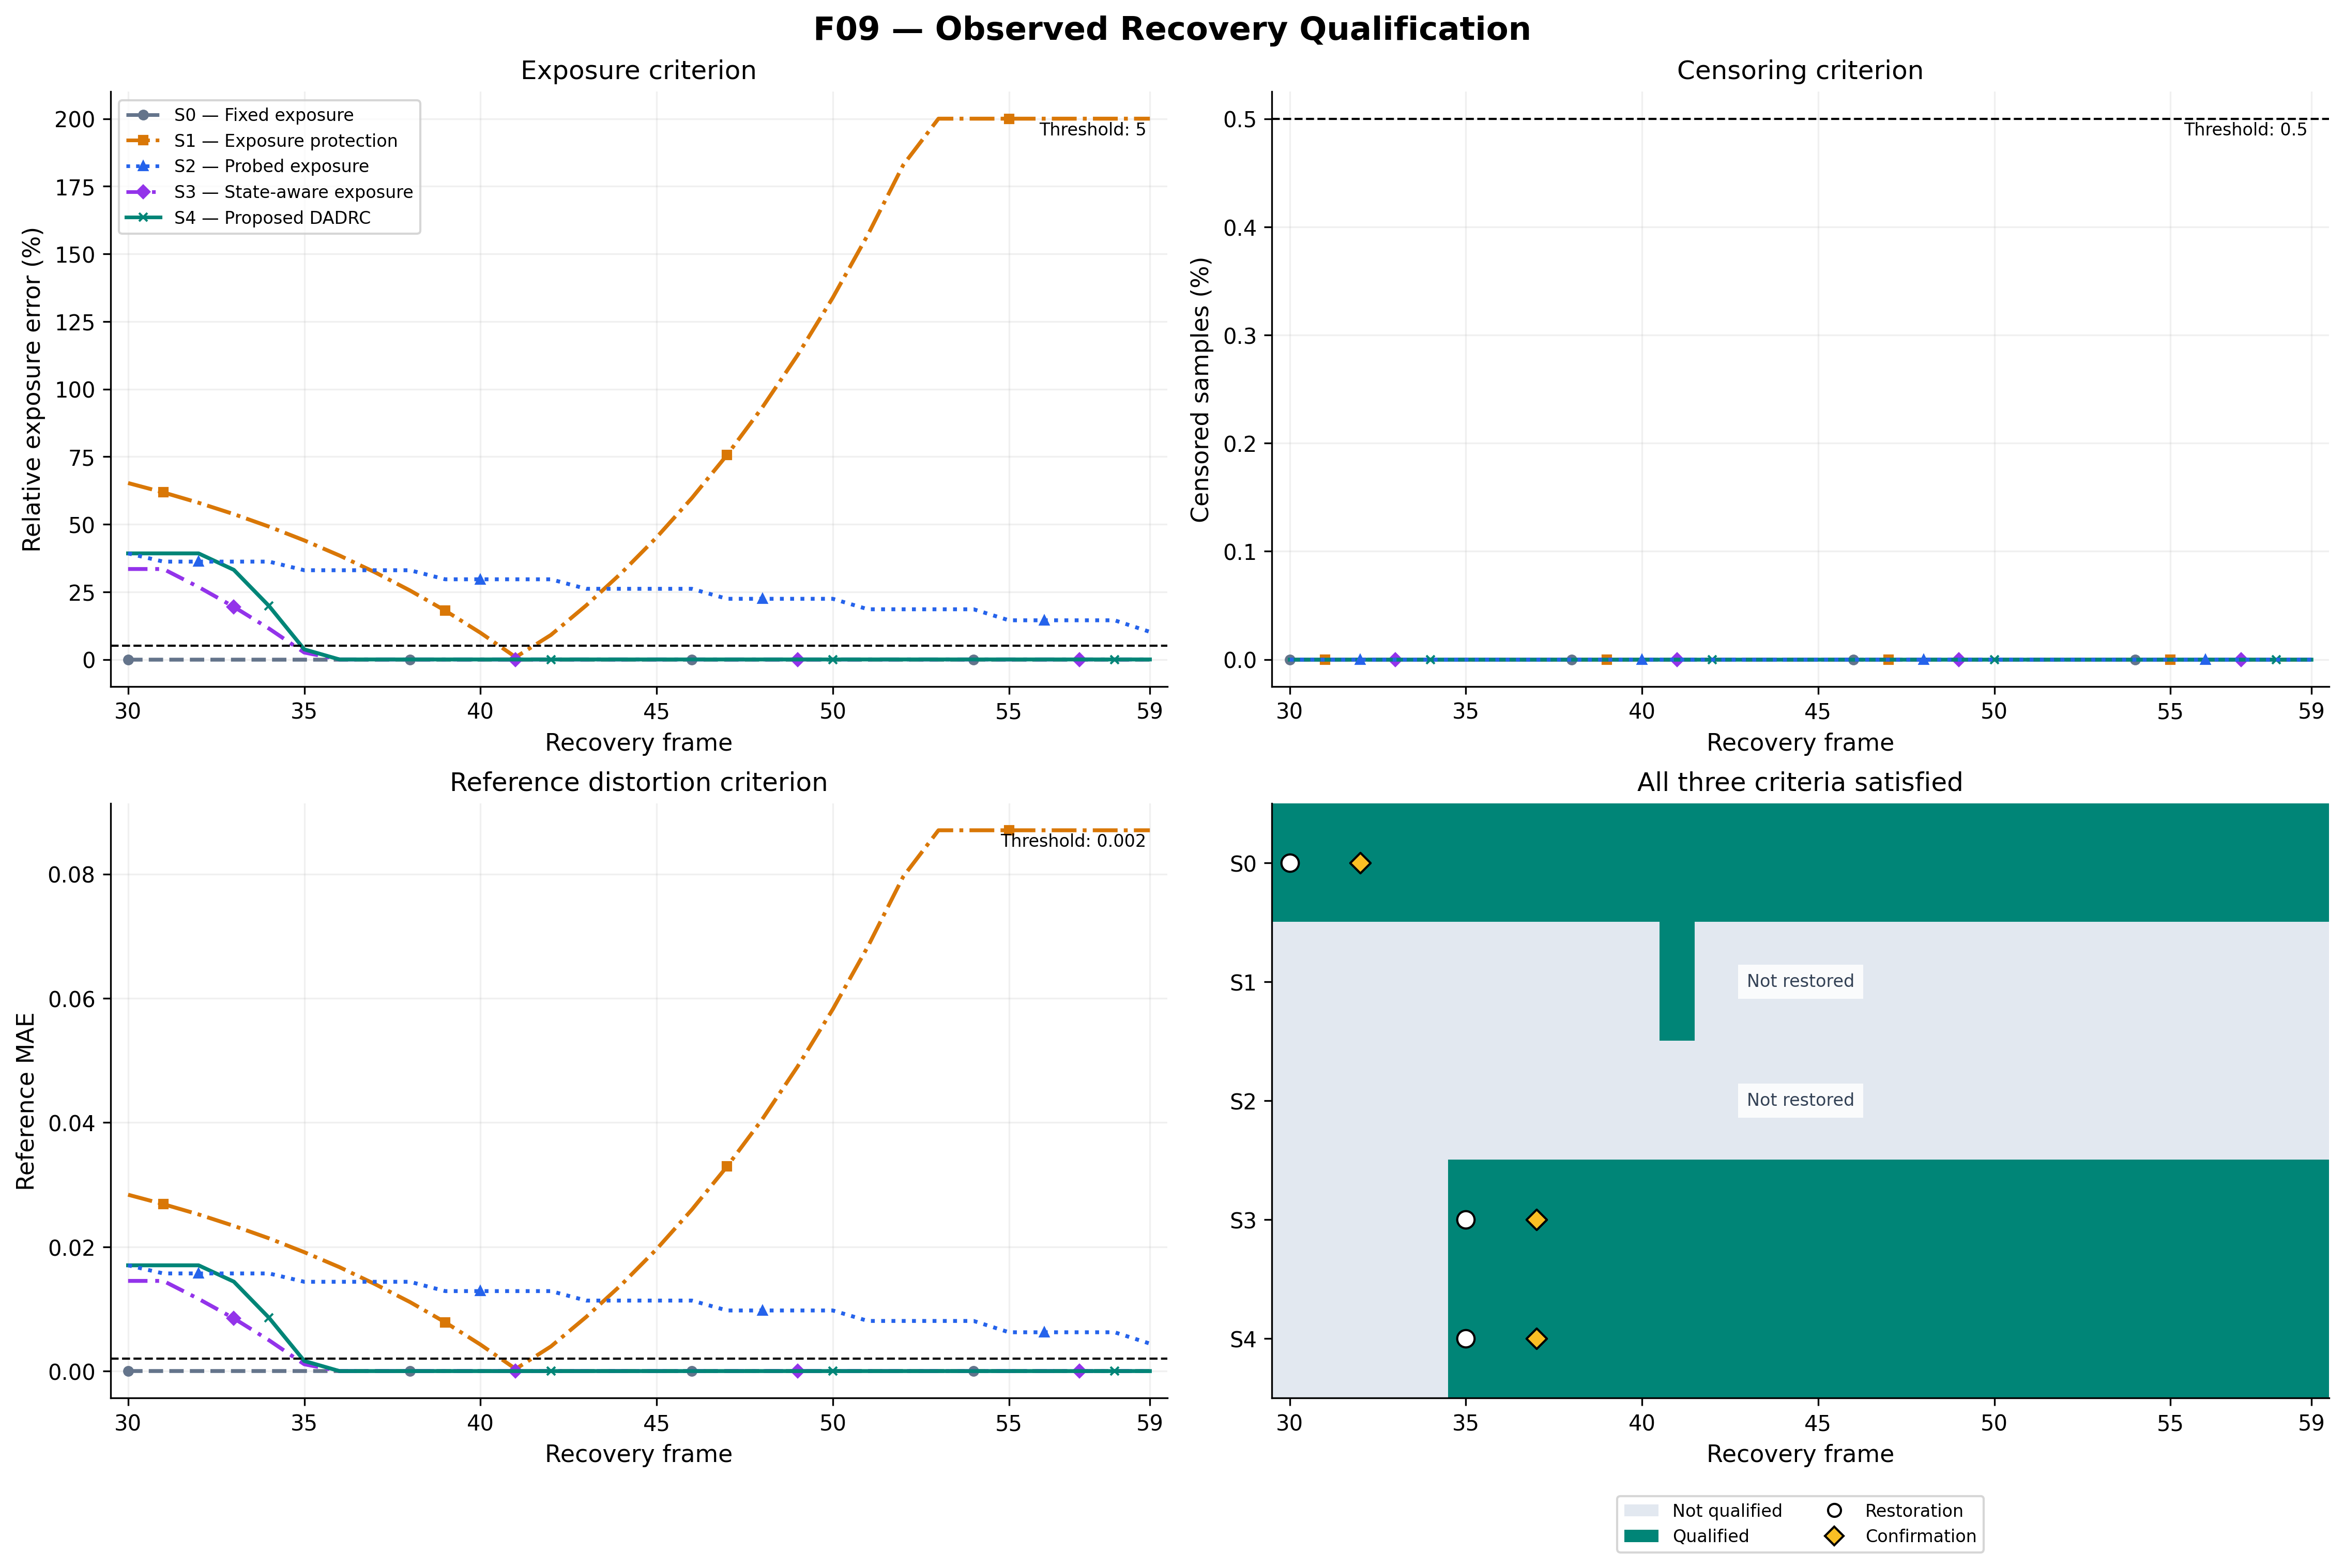 F09 — Observed Recovery Qualification
Exposure criterion
Relative exposure error (%)
200
175
150
125
100
75
50
25
0
S0 — Fixed exposure
S1 — Exposure protection
S2 — Probed exposure
S3 — State-aware exposure
S4 — Proposed DADRC
Threshold: 5
30 35 40 45 50 55 59
Recovery frame
Censoring criterion
Censored samples (%)
0.5
0.4
0.3
0.2
0.1
0.0
Threshold: 0.5
30 35 40 45 50 55 59
Recovery frame
Reference distortion criterion
Reference MAE
0.08
0.06
0.04
0.02
0.00
Threshold: 0.002
30 35 40 45 50 55 59
Recovery frame
All three criteria satisfied
S0
S1
Not restored
S2
Not restored
S3
S4
30 35 40 45 50 55 59
Recovery frame
Not qualified
Qualified
Restoration
Confirmation